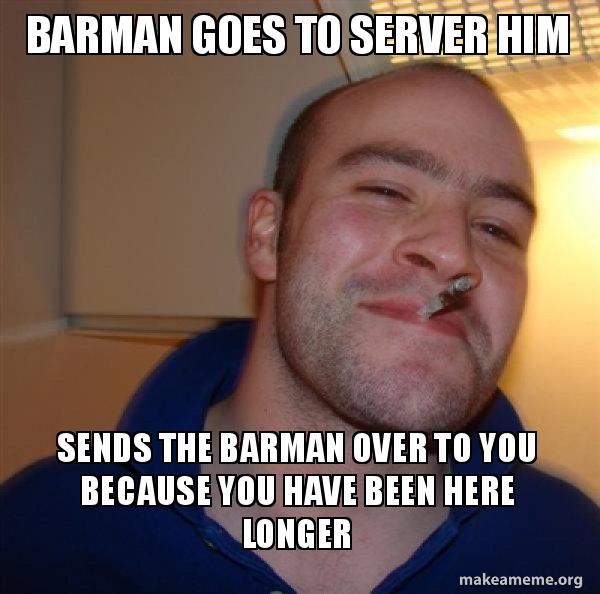 BARMAN GOES TO SERVER HIM
SENDS THE BARMAN OVER TO YOU
BECAUSE YOU HAVE BEEN HERE
LONGER
makeameme.org